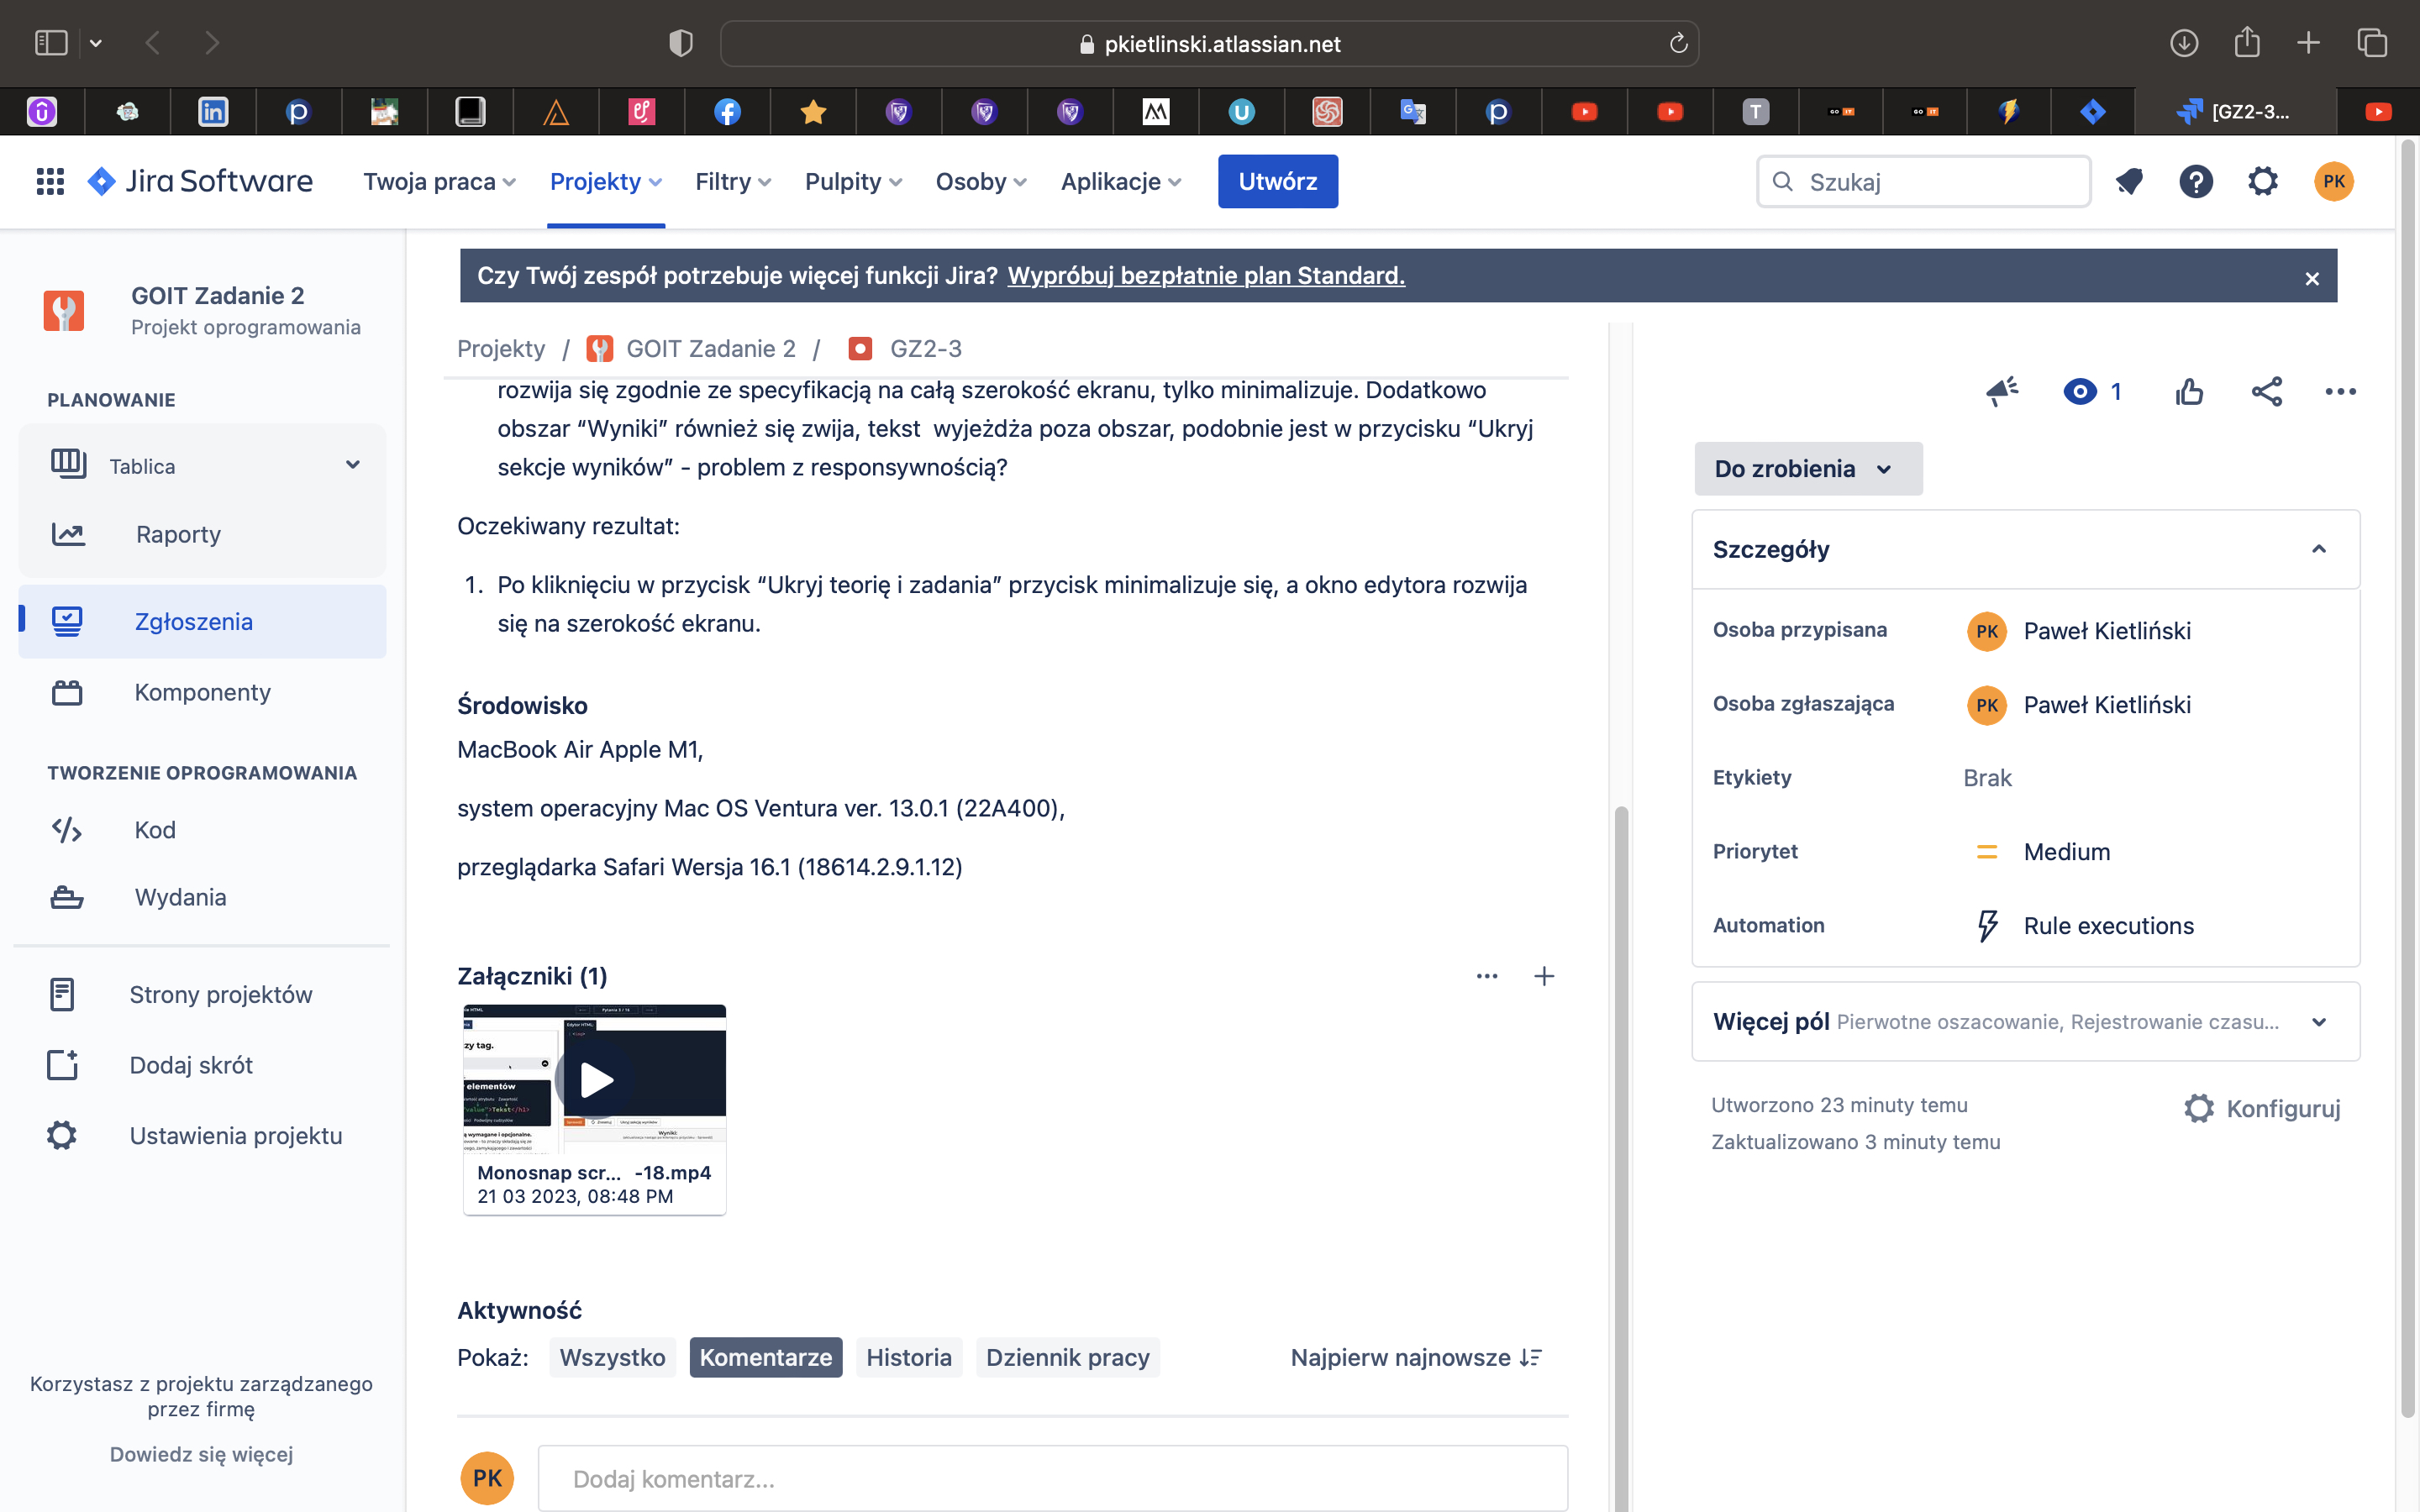 pkietlinski.atlassian.net
[GZ2-3...
Jira Software
Twoja praca
Projekty
Filtry
Pulpity
Osoby
Aplikacje
Utwórz
Szukaj
PK
GOIT Zadanie 2
Projekt oprogramowania
PLANOWANIE
Tablica
Raporty
Zgłoszenia
Komponenty
TWORZENIE OPROGRAMOWANIA
Kod
Wydania
Strony projektów
Dodaj skrót
Ustawienia projektu
Korzystasz z projektu zarządzanego
przez firmę
Dowiedz się więcej
Czy Twój zespół potrzebuje więcej funkcji Jira? Wypróbuj bezpłatnie plan Standard.
Projekty / GOIT Zadanie 2 / GZ2-3
rozwija się zgodnie ze specyfikacją na całą szerokość ekranu, tylko minimalizuje. Dodatkowo
obszar “Wyniki” również się zwija, tekst  wyjeżdża poza obszar, podobnie jest w przycisku “Ukryj
sekcje wyników” - problem z responsywnością?
Oczekiwany rezultat:
1. Po kliknięciu w przycisk “Ukryj teorię i zadania” przycisk minimalizuje się, a okno edytora rozwija
się na szerokość ekranu.
Środowisko
MacBook Air Apple M1,
system operacyjny Mac OS Ventura ver. 13.0.1 (22A400),
przeglądarka Safari Wersja 16.1 (18614.2.9.1.12)
Załączniki (1)
zy tag.
elementów
Wyniki:
Monosnap scr... -18.mp4
21 03 2023, 08:48 PM
Aktywność
Pokaż:
Wszystko
Komentarze
Historia
Dziennik pracy
Najpierw najnowsze
PK
Dodaj komentarz...
1
Do zrobienia
Szczegóły
Osoba przypisana
PK
Paweł Kietliński
Osoba zgłaszająca
PK
Paweł Kietliński
Etykiety
Brak
Priorytet
Medium
Automation
Rule executions
Więcej pól Pierwotne oszacowanie, Rejestrowanie czasu...
Utworzono 23 minuty temu
Zaktualizowano 3 minuty temu
Konfiguruj